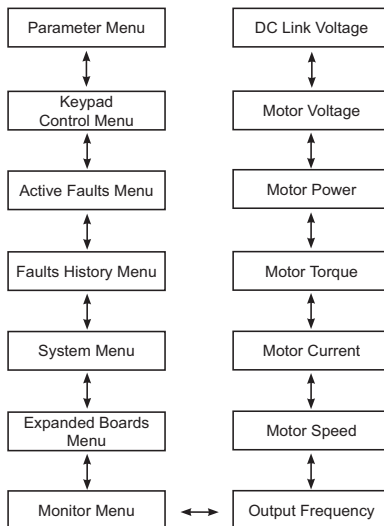 Parameter Menu
Keypad
Control Menu
Active Faults Menu
Faults History Menu
System Menu
Expanded Boards
Menu
Monitor Menu
DC Link Voltage
Motor Voltage
Motor Power
Motor Torque
Motor Current
Motor Speed
Output Frequency